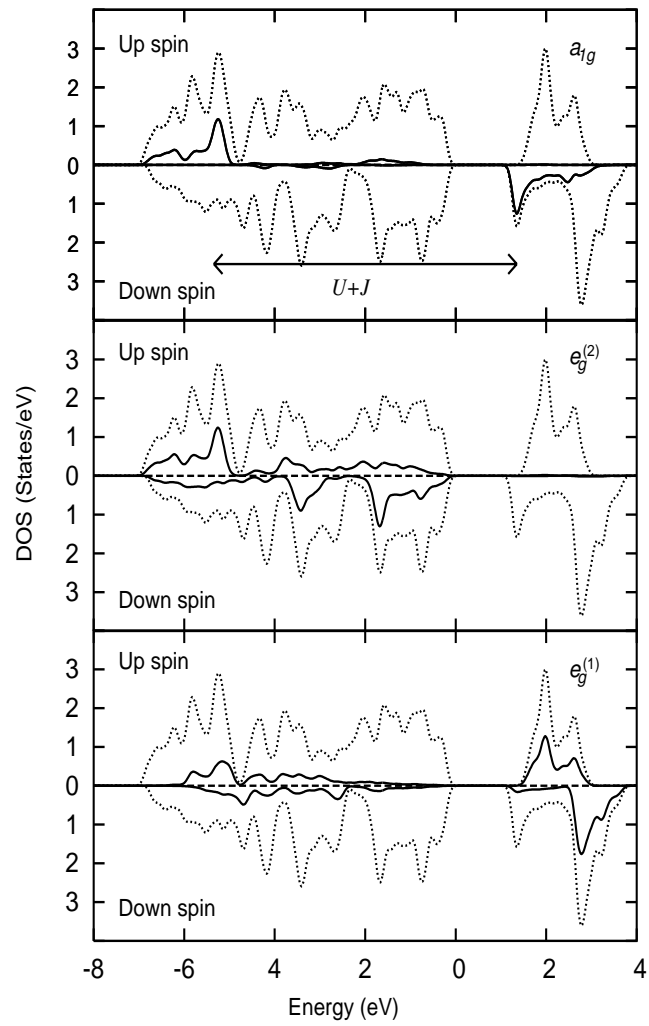 Up spin
a1g
3
2
1
0
1
2
3
U+J
Down spin
Up spin
eg(2)
3
2
1
0
1
2
3
Down spin
DOS (States/eV)
Up spin
eg(1)
3
2
1
0
1
2
3
Down spin
-8 -6 -4 -2 0 2 4
Energy (eV)